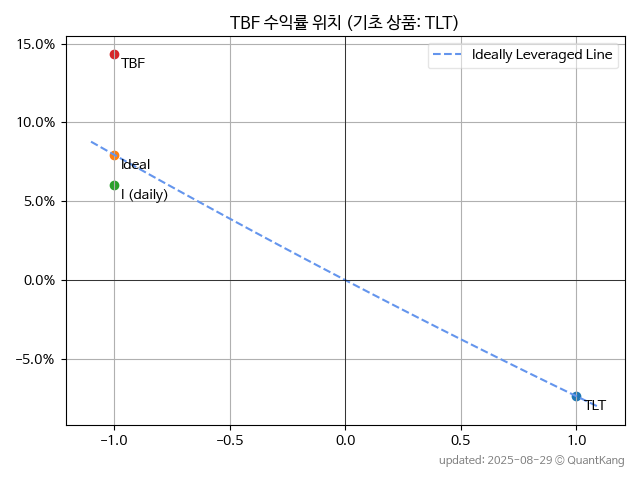 TBF 수익률 위치 (기초 상품: TLT)
15.0%
10.0%
5.0%
0.0%
-5.0%
Ideally Leveraged Line
TBF
Ideal
I (daily)
TLT
-1.0 -0.5 0.0 0.5 1.0
updated: 2025-08-29 © QuantKang